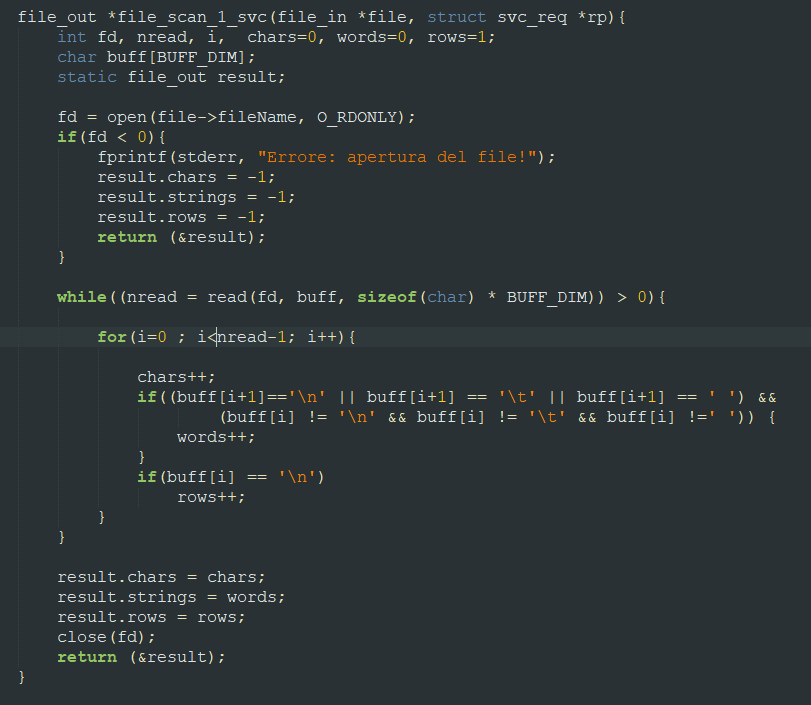 file_out *file_scan_1_svc(file_in *file, struct svc_req *rp){
    int fd, nread, i,  chars=0, words=0, rows=1;
    char buff[BUFF_DIM];
    static file_out result;

    fd = open(file->fileName, O_RDONLY);
    if(fd < 0){
        fprintf(stderr, "Errore: apertura del file!");
        result.chars = -1;
        result.strings = -1;
        result.rows = -1;
        return (&result);
    }

    while((nread = read(fd, buff, sizeof(char) * BUFF_DIM)) > 0){

        for(i=0 ; i<nread-1; i++){

            chars++;
            if((buff[i+1]=='\n' || buff[i+1] == '\t' || buff[i+1] == ' ') &&
                    (buff[i] != '\n' && buff[i] != '\t' && buff[i] !=' ')) {
                words++;
            }
            if(buff[i] == '\n')
                rows++;
        }
    }

    result.chars = chars;
    result.strings = words;
    result.rows = rows;
    close(fd);
    return (&result);
}